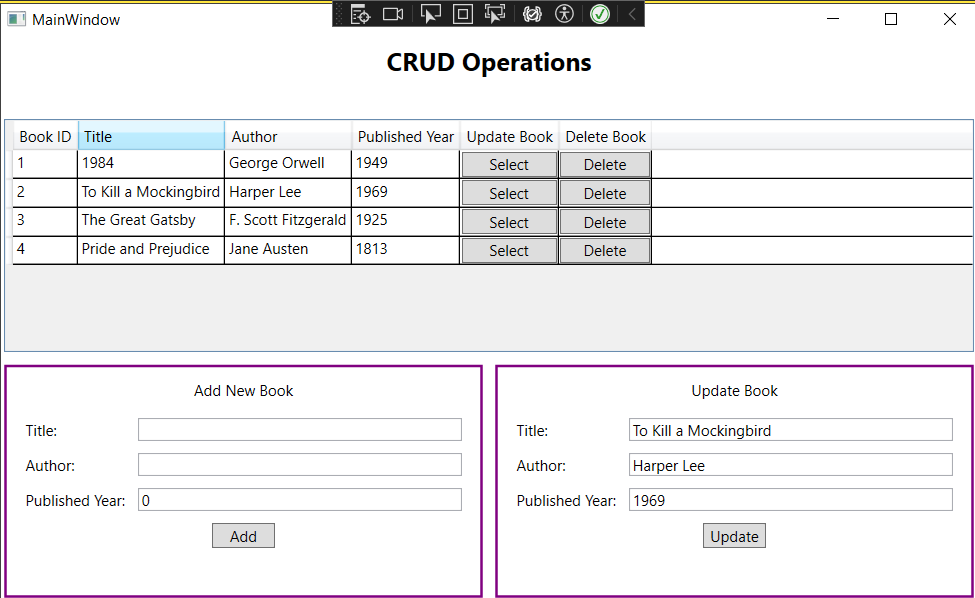 MainWindow
CRUD Operations
Book ID Title Author Published Year Update Book Delete Book
1 1984 George Orwell 1949 Select Delete
2 To Kill a Mockingbird Harper Lee 1969 Select Delete
3 The Great Gatsby F. Scott Fitzgerald 1925 Select Delete
4 Pride and Prejudice Jane Austen 1813 Select Delete
Add New Book
Title:
Author:
Published Year: 0
Add
Update Book
Title: To Kill a Mockingbird
Author: Harper Lee
Published Year: 1969
Update